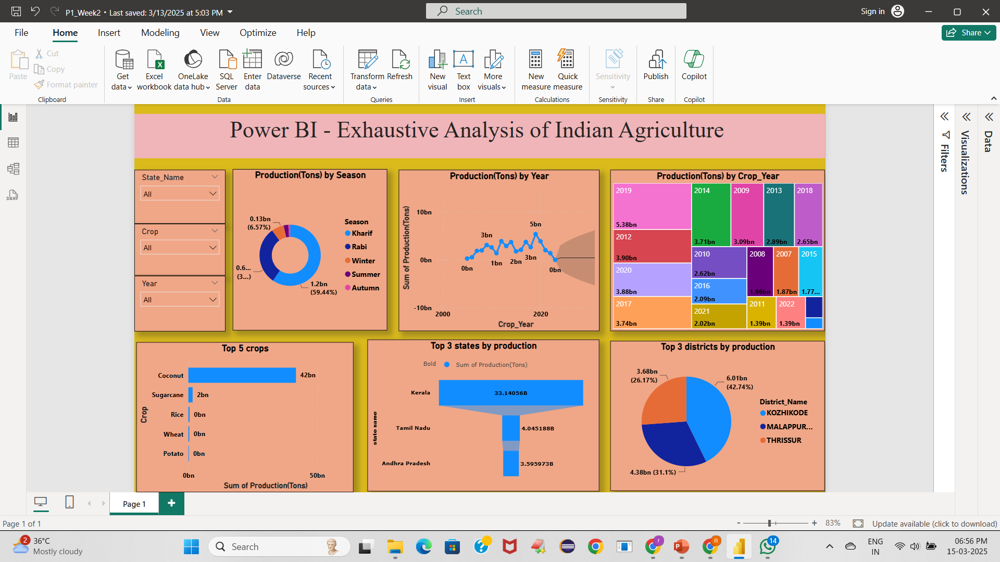 P1_Week2 • Last saved: 3/13/2025 at 5:03 PM
Search
Sign in
File
Home
Insert
Modeling
View
Optimize
Help
Share
Paste
Cut
Copy
Format painter
Clipboard
Get data
Excel workbook
OneLake data hub
SQL Server
Enter data
Dataverse
Recent sources
Data
Transform data
Refresh
Queries
New visual
A
Text box
More visuals
Insert
New measure
Quick measure
Calculations
Sensitivity
Sensitivity
Publish
Share
Copilot
Copilot
DAX
Power BI - Exhaustive Analysis of Indian Agriculture
State_Name
All
Crop
All
Year
All
Production(Tons) by Season
0.13bn
(6.57%)
0.6...
(3...)
1.2bn
(59.44%)
Season
Kharif
Rabi
Winter
Summer
Autumn
Production(Tons) by Year
Sum of Production(Tons)
10bn
0bn
-10bn
0bn
3bn
1bn
2bn
3bn
5bn
0bn
2000
2020
Crop_Year
Production(Tons) by Crop_Year
2019
5.38bn
2012
3.90bn
2020
3.88bn
2017
3.74bn
2014
3.71bn
2009
3.09bn
2013
2.89bn
2018
2.65bn
2010
2.62bn
2016
2.09bn
2021
2.02bn
2008
1.96bn
2007
1.87bn
2015
1.77...
2011
1.39bn
2022
1.39bn
Filters
Visualizations
Data
Top 5 crops
Crop
Coconut
42bn
Sugarcane
2bn
Rice
0bn
Wheat
0bn
Potato
0bn
0bn
50bn
Sum of Production(Tons)
Top 3 states by production
Bold
Sum of Production(Tons)
state name
Kerala
33.14056B
Tamil Nadu
4.045188B
Andhra Pradesh
3.595973B
Top 3 districts by production
3.68bn
(26.17%)
6.01bn
(42.74%)
4.38bn (31.1%)
District_Name
KOZHIKODE
MALAPPUR...
THRISSUR
Page 1
Page 1 of 1
- + 83%
Update available (click to download)
2
36°C
Mostly cloudy
Search
r
P
R
14
ENG
IN
06:56 PM
15-03-2025